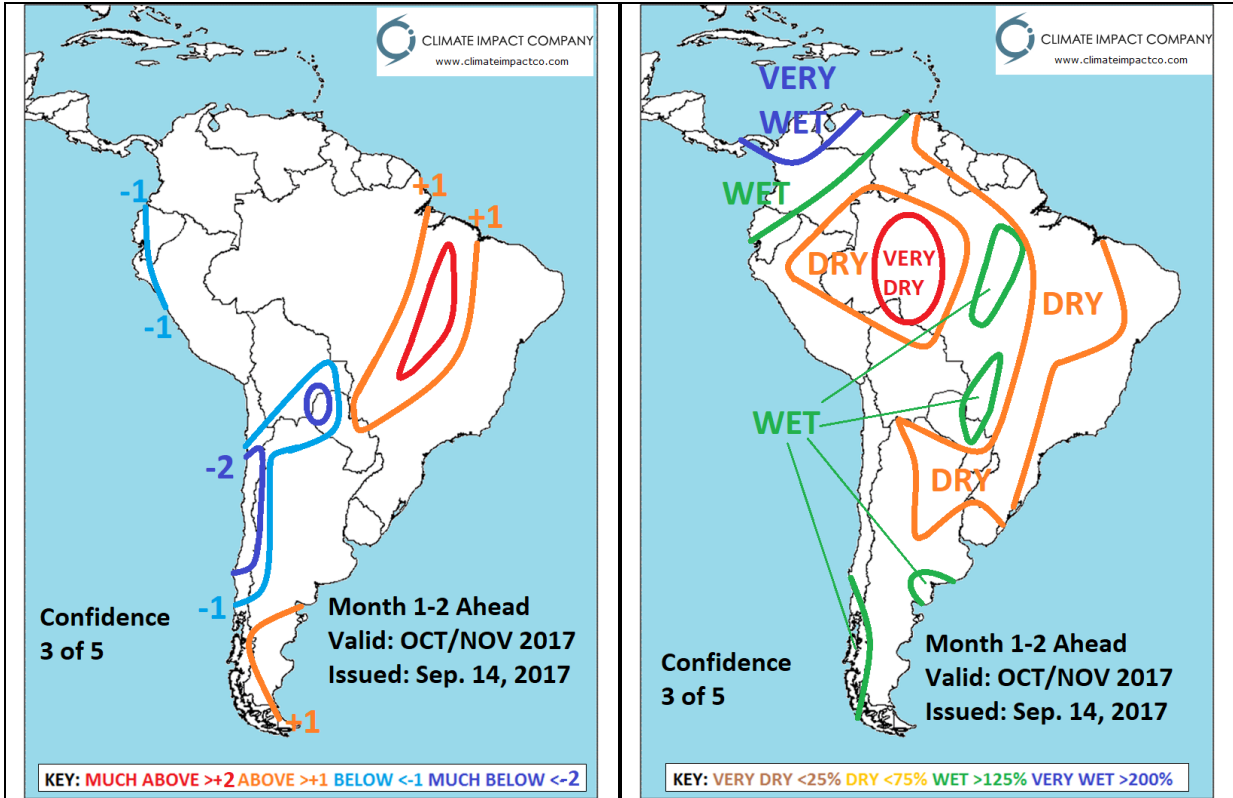 CLIMATE IMPACT COMPANY
www.climateimpactco.com
-1
+1
+1
-1
-2
-1
Confidence
3 of 5
Month 1-2 Ahead
Valid: OCT/NOV 2017
Issued: Sep. 14, 2017
+1
KEY: MUCH ABOVE >+2 ABOVE >+1 BELOW <-1 MUCH BELOW <-2
CLIMATE IMPACT COMPANY
www.climateimpactco.com
VERY
WET
WET
DRY
VERY
DRY
DRY
WET
DRY
Confidence
3 of 5
Month 1-2 Ahead
Valid: OCT/NOV 2017
Issued: Sep. 14, 2017
KEY: VERY DRY <25% DRY <75% WET >125% VERY WET >200%